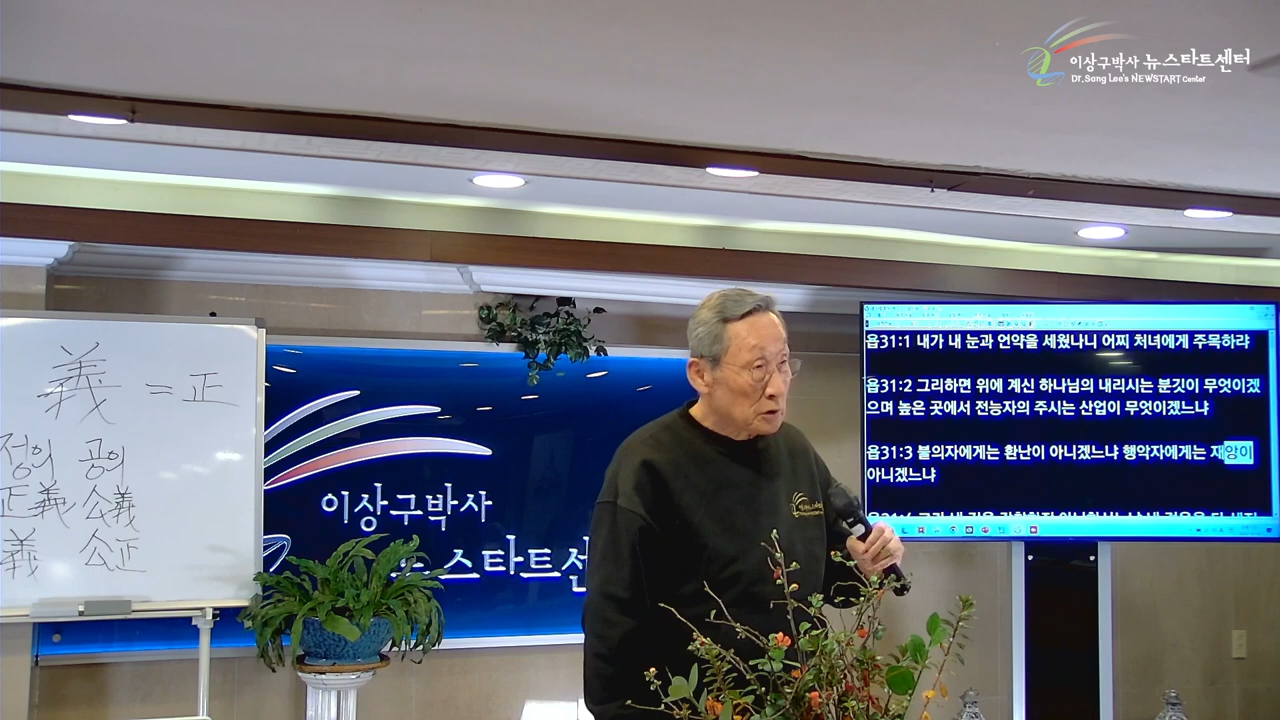 이상구박사 뉴스타트센터
Dr. Sang Lee's NEWSTART Center
義 = 正
정의 공의
正義 公義
義 公正
이상구박사
뉴스타트센
욥31:1 내가 내 눈과 언약을 세웠나니 어찌 처녀에게 주목하랴
욥31:2 그리하면 위에 계신 하나님의 내리시는 분깃이 무엇이겠
으며 높은 곳에서 전능자의 주시는 산업이 무엇이겠느냐
욥31:3 불의자에게는 환난이 아니겠느냐 행악자에게는 재앙이
아니겠느냐